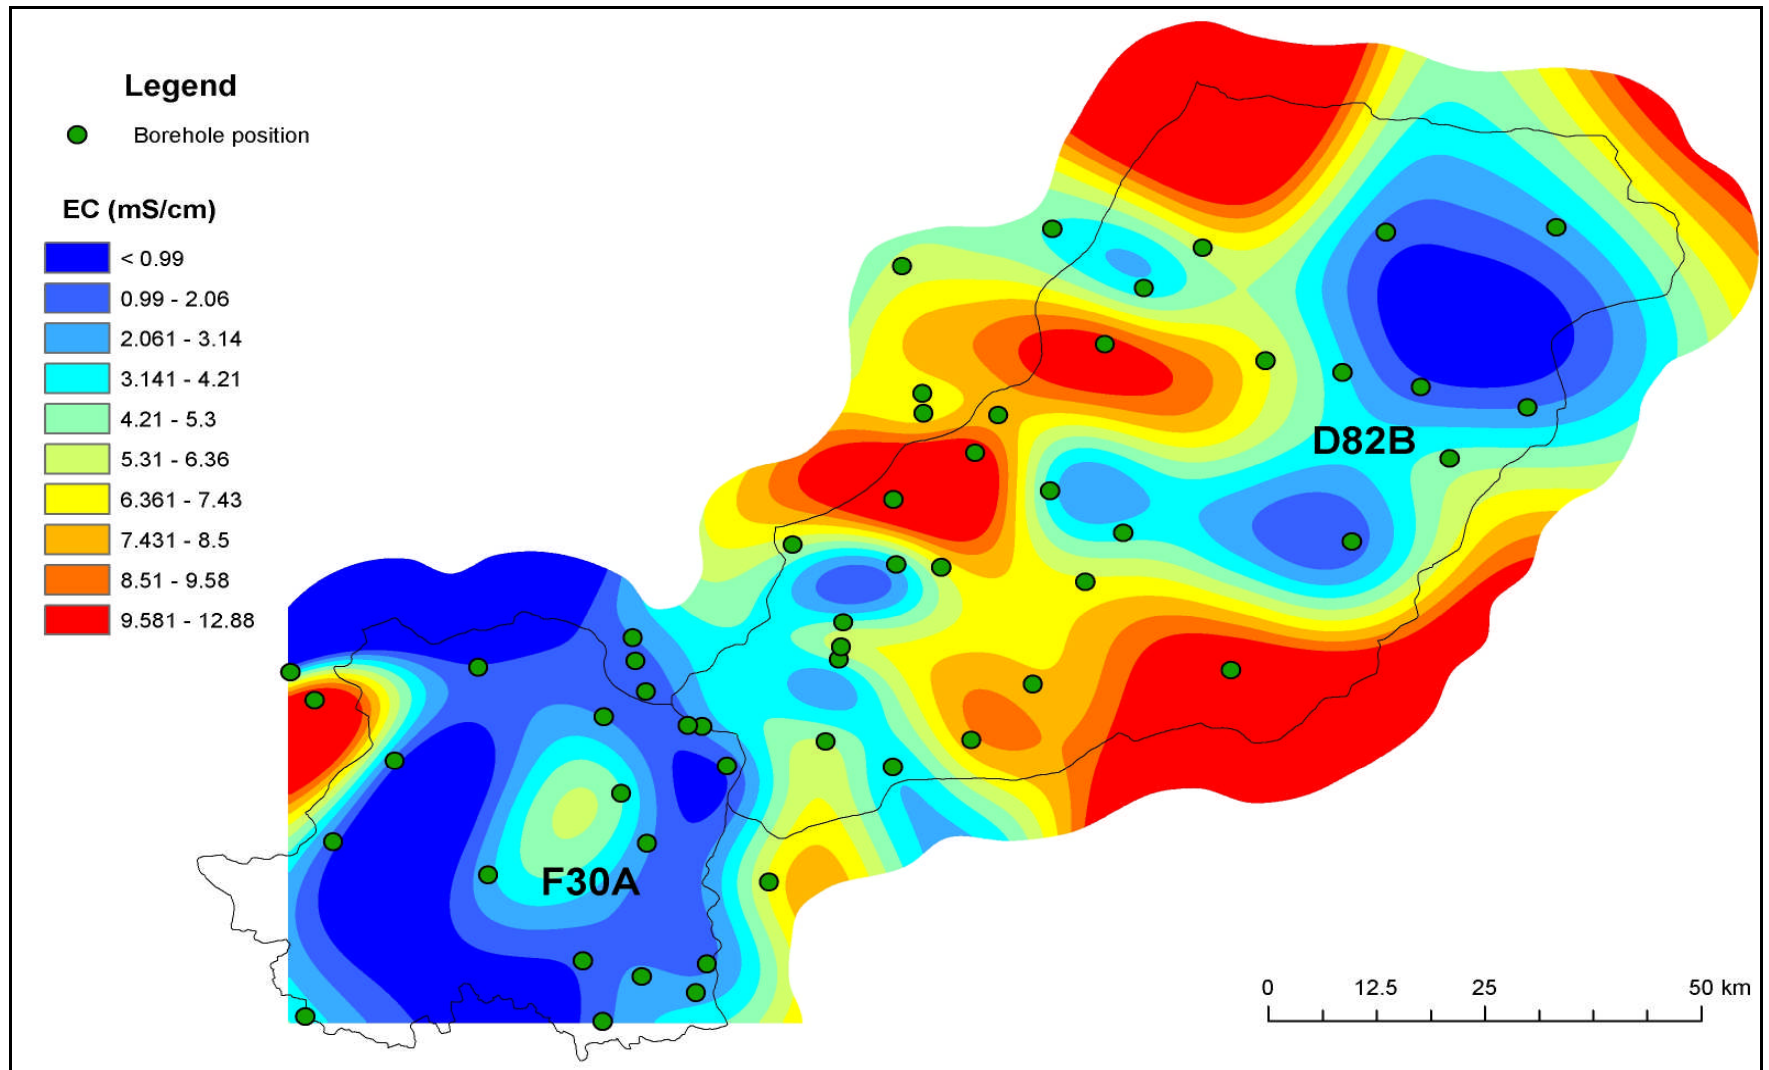 Legend
Borehole position
EC (mS/cm)
< 0.99
0.99 - 2.06
2.061 - 3.14
3.141 - 4.21
4.21 - 5.3
5.31 - 6.36
6.361 - 7.43
7.431 - 8.5
8.51 - 9.58
9.581 - 12.88
D82B
F30A
0 12.5 25 50 km